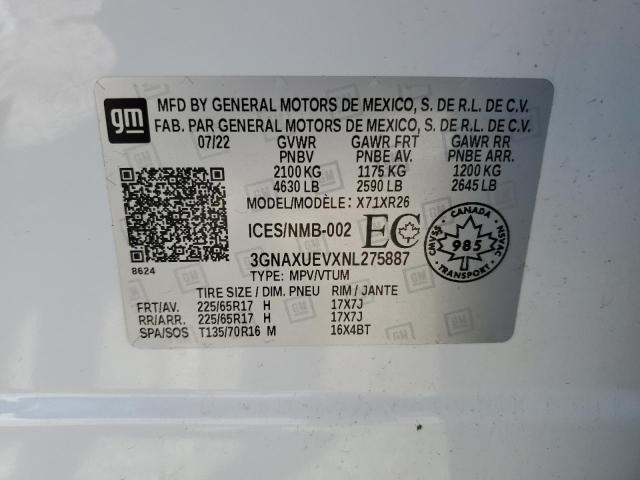 gm
MFD BY GENERAL MOTORS DE MEXICO, S. DE R.L. DE C.V.
FAB. PAR GENERAL MOTORS DE MEXICO, S. DE R.L. DE C.V.
07/22 GVWR GAWR FRT GAWR RR
PNBV PNBE AV. PNBE ARR.
2100 KG 1175 KG 1200 KG
4630 LB 2590 LB 2645 LB
MODEL/MODÈLE: X71XR26
ICES/NMB-002 EC
CANADA
CMVSS 985 NSVAC
TRANSPORT
3GNAXUEVXNL275887
8624
TYPE: MPV/VTUM
TIRE SIZE / DIM. PNEU RIM / JANTE
FRT/AV. 225/65R17 H 17X7J
RR/ARR. 225/65R17 H 17X7J
SPA/SOS T135/70R16 M 16X4BT